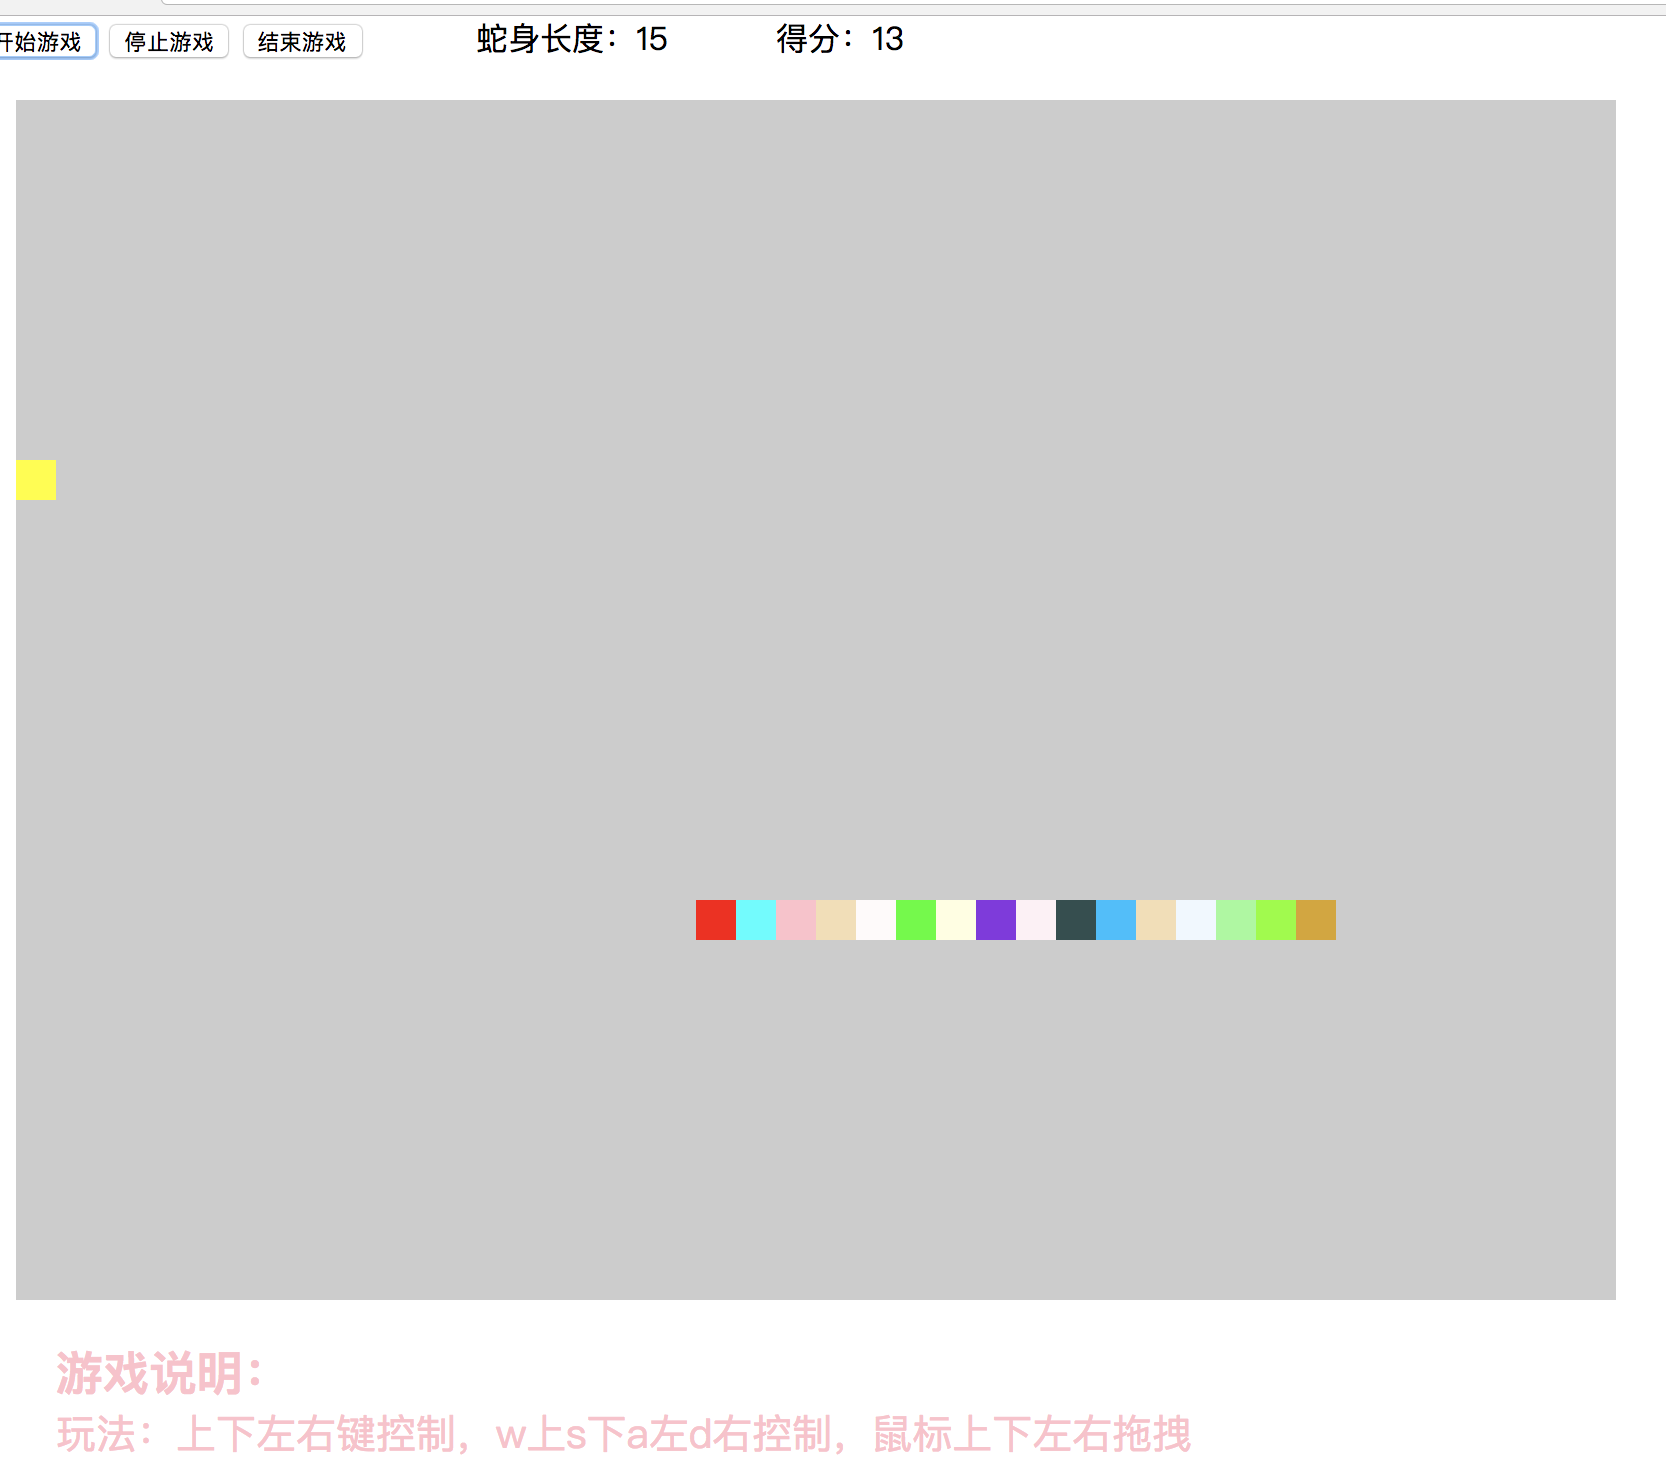 开始游戏 停止游戏 结束游戏 蛇身长度：15 得分：13
游戏说明：
玩法：上下左右键控制，w上s下a左d右控制，鼠标上下左右拖拽